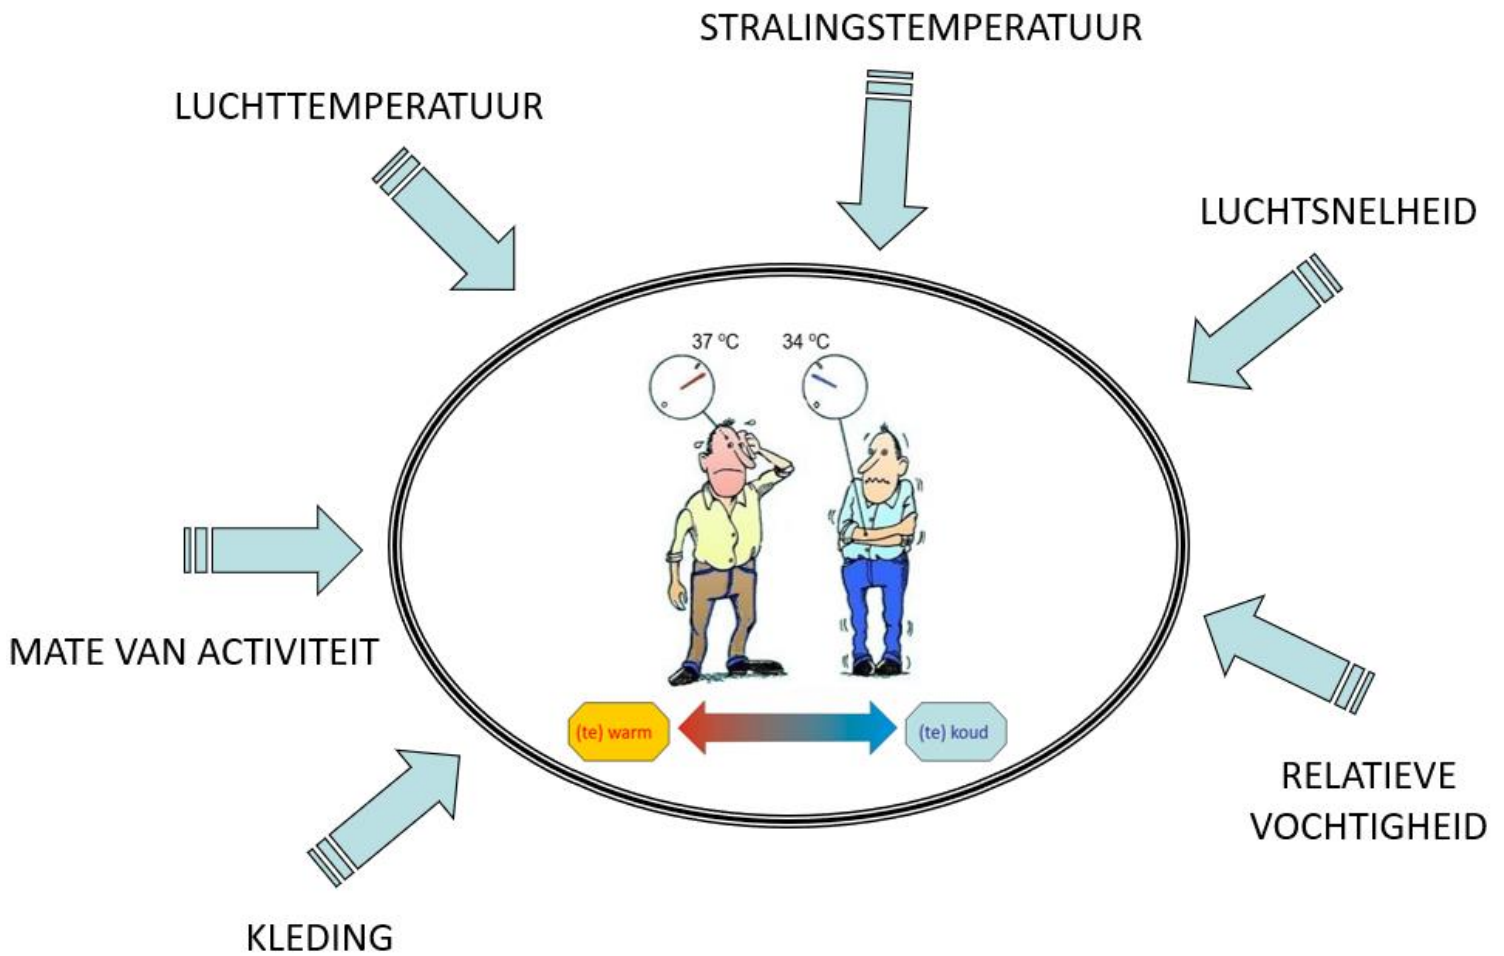 STRALINGSTEMPERATUUR
LUCHTTEMPERATUUR
LUCHTSNELHEID
37 °C
34 °C
MATE VAN ACTIVITEIT
(te) warm
(te) koud
RELATIEVE
VOCHTIGHEID
KLEDING